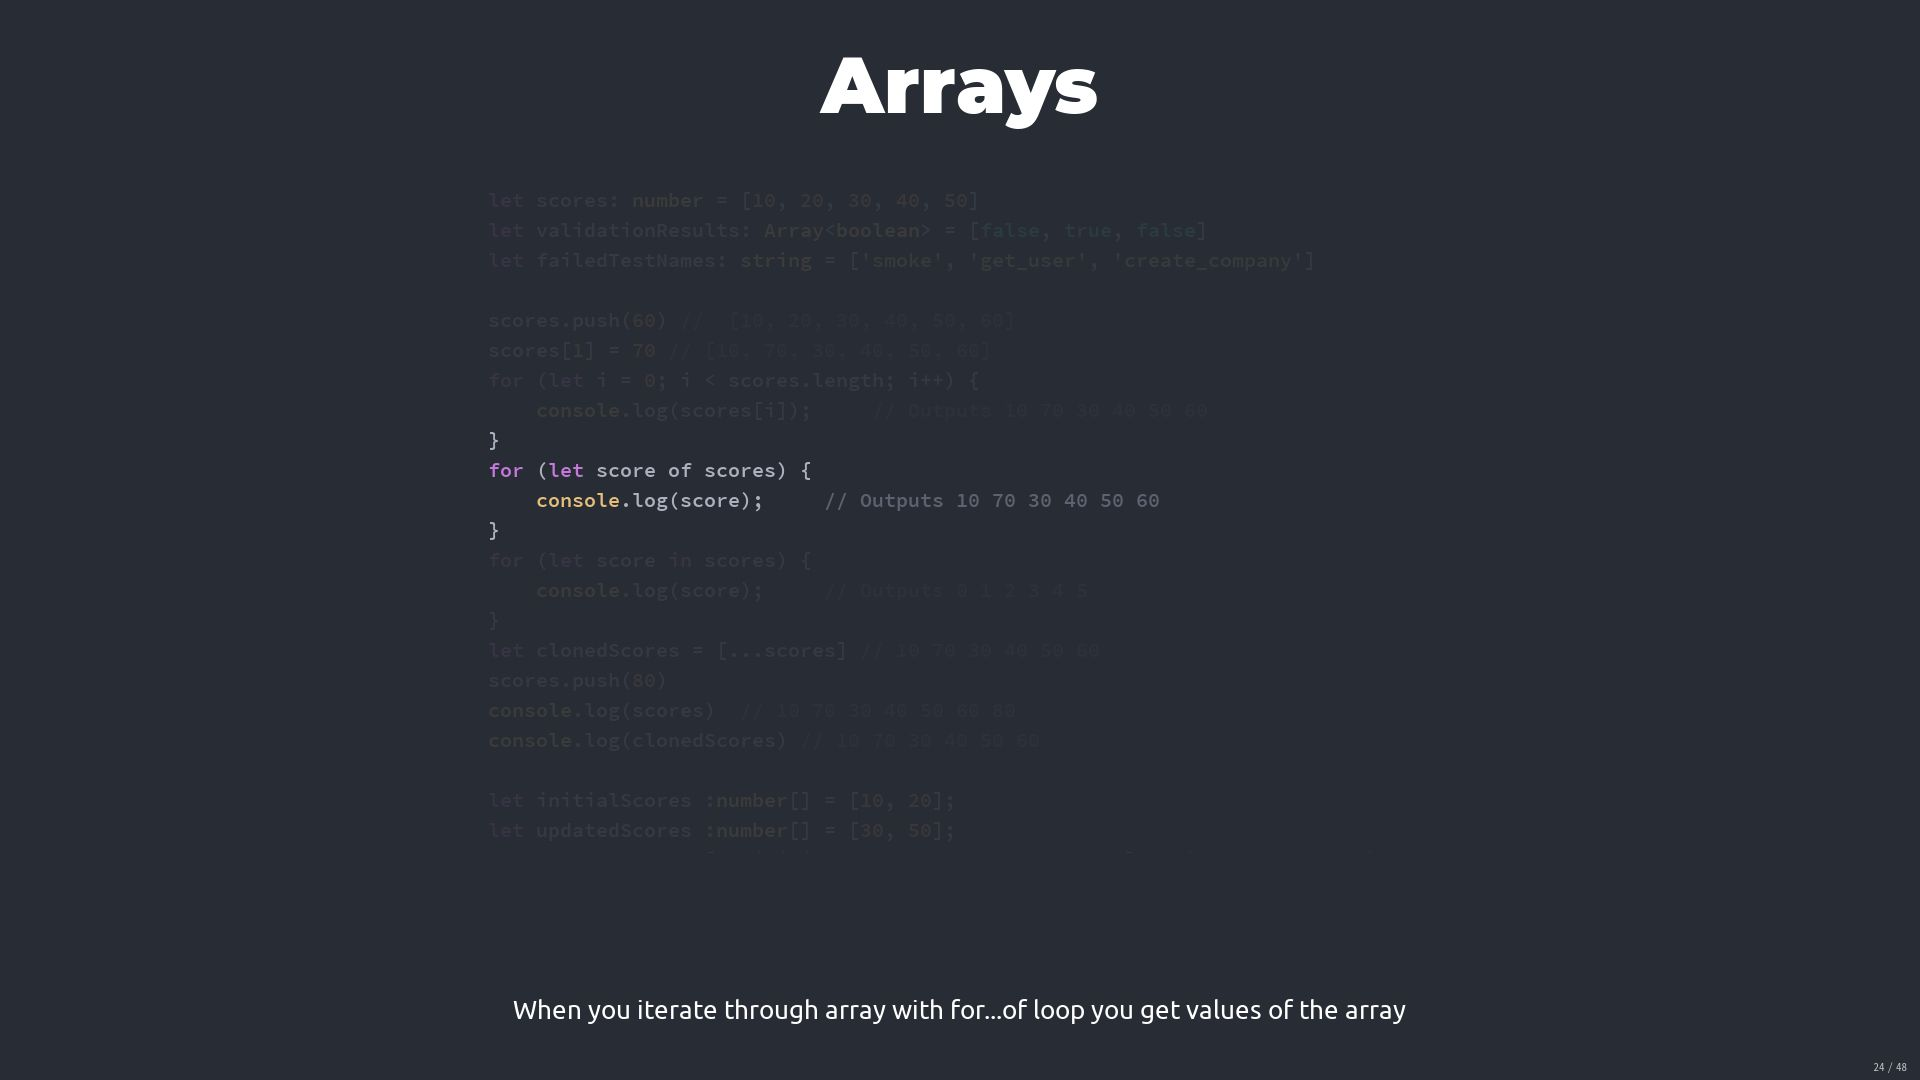 Arrays
let scores: number = [10, 20, 30, 40, 50]
let validationResults: Array<boolean> = [false, true, false]
let failedTestNames: string = ['smoke', 'get_user', 'create_company']
scores.push(60) //  [10, 20, 30, 40, 50, 60]
scores[1] = 70 // [10, 70, 30, 40, 50, 60]
for (let i = 0; i < scores.length; i++) {
    console.log(scores[i]);     // Outputs 10 70 30 40 50 60
}
for (let score of scores) {
    console.log(score);     // Outputs 10 70 30 40 50 60
}
for (let score in scores) {
    console.log(score);     // Outputs 0 1 2 3 4 5
}
let clonedScores = [...scores] // 10 70 30 40 50 60
scores.push(80)
console.log(scores)  // 10 70 30 40 50 60 80
console.log(clonedScores) // 10 70 30 40 50 60
let initialScores :number[] = [10, 20];
let updatedScores :number[] = [30, 50];
When you iterate through array with for...of loop you get values of the array
24 / 48